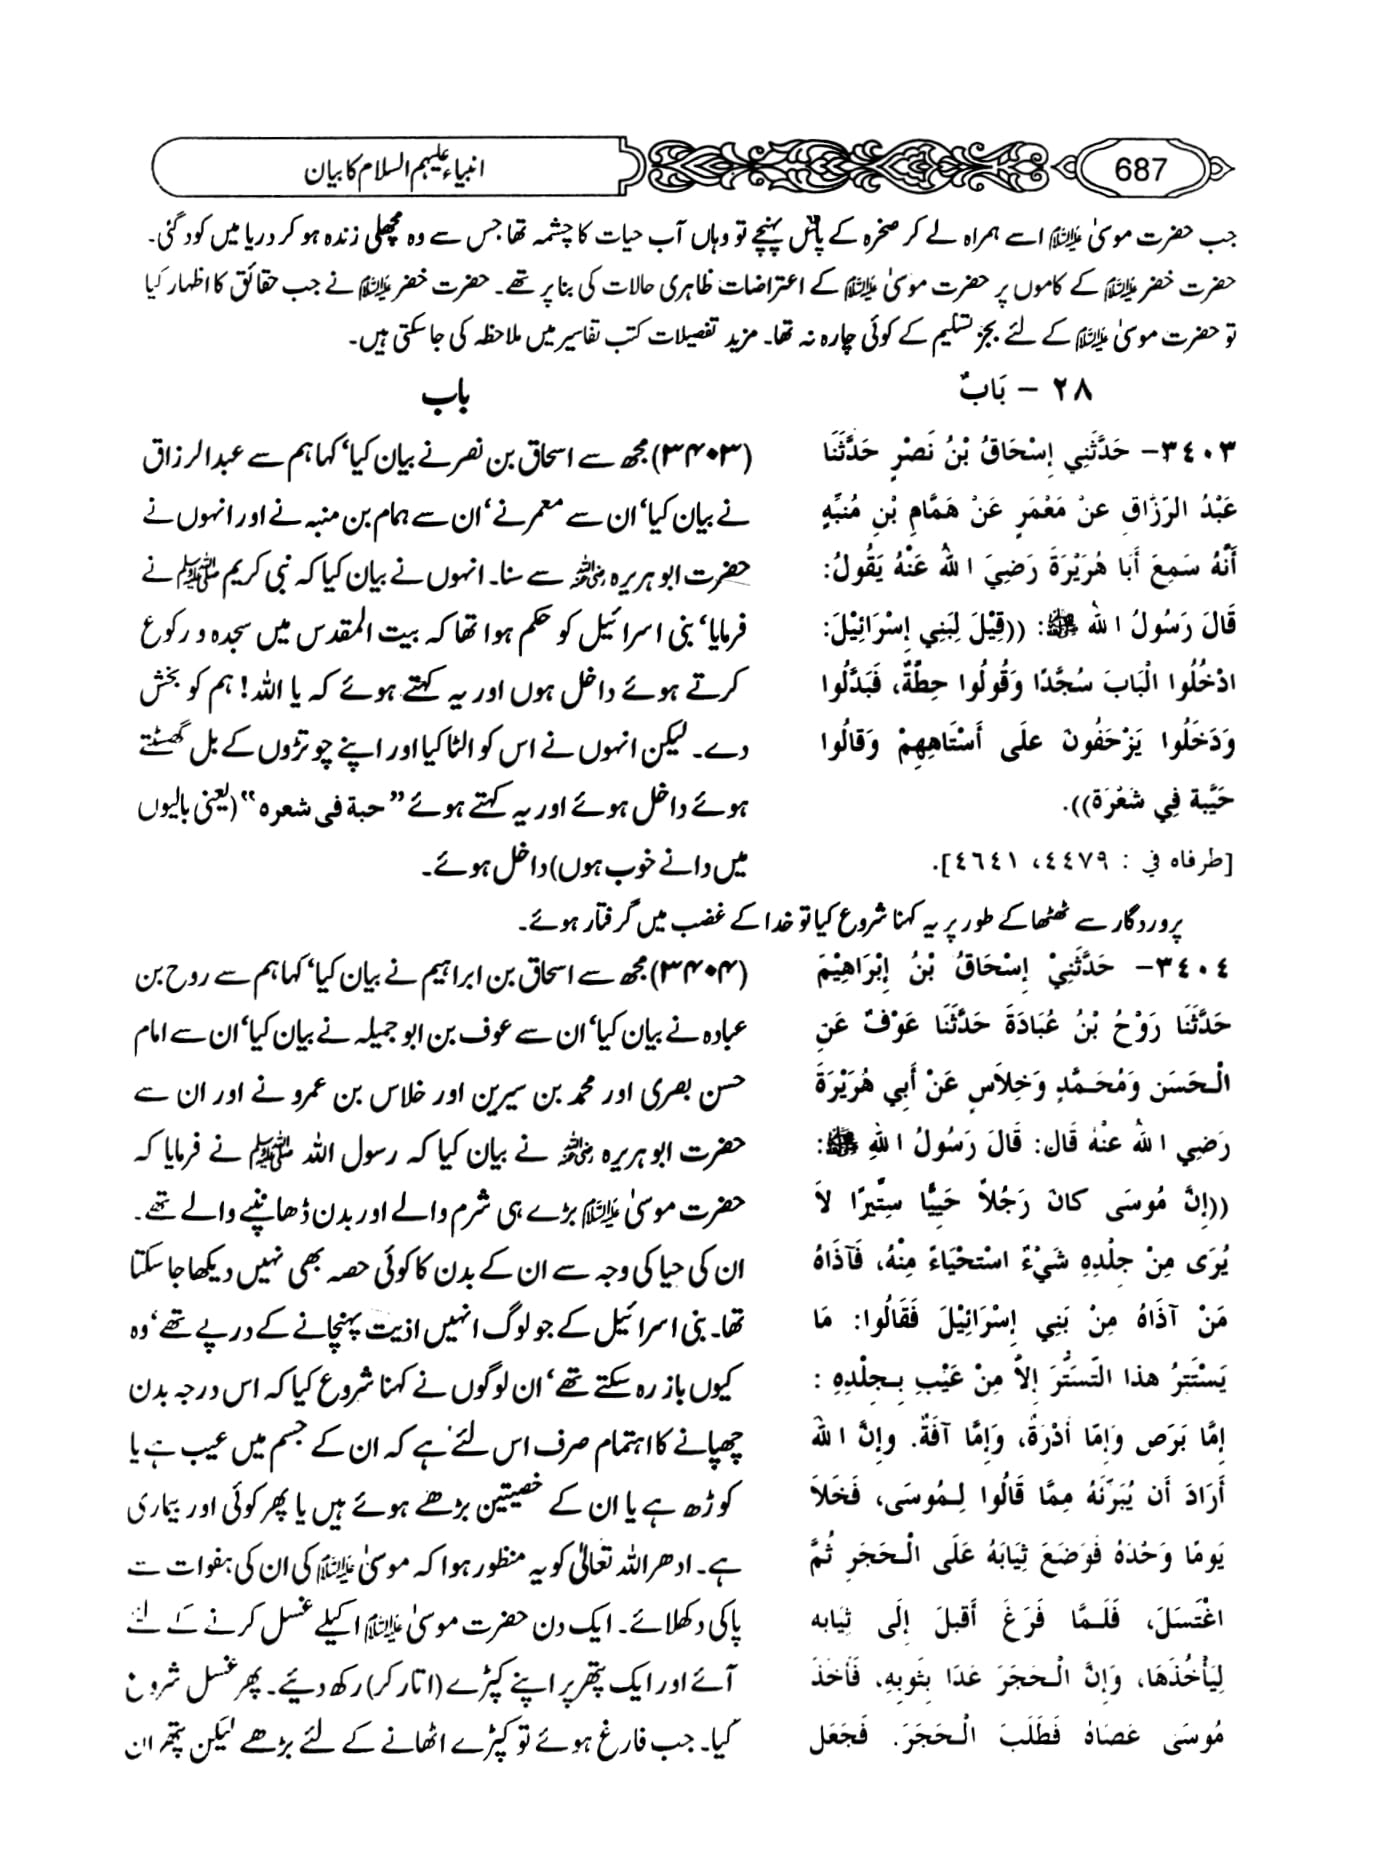 687
انبیاء علیہم السلام کا بیان
جب حضرت موسیٰ علیہ السلام اسے ہمراہ لے کر صخرہ کے پاس پہنچے تو وہاں آب حیات کا چشمہ تھا جس سے وہ مچھلی زندہ ہو کر دریا میں کود گئی۔
حضرت خضر علیہ السلام کے کاموں پر حضرت موسیٰ علیہ السلام کے اعتراضات ظاہری حالات کی بنا پر تھے۔ حضرت خضر علیہ السلام نے جب حقائق کا اظہار کیا
تو حضرت موسیٰ علیہ السلام کے لئے بجز تسلیم کے کوئی چارہ نہ تھا۔ مزید تفصیلات کتب تفاسیر میں ملاحظہ کی جا سکتی ہیں۔
٢٨ – بَابٌ
٣٤٠٣– حَدَّثَنِي إِسْحَاقُ بْنُ نَصْرٍ حَدَّثَنَا
عَبْدُ الرَّزَّاقِ عَنْ مَعْمَرٍ عَنْ هَمَّامِ بْنِ مُنَبِّهٍ
أَنَّهُ سَمِعَ أَبَا هُرَيْرَةَ رَضِيَ اللهُ عَنْهُ يَقُولُ:
قَالَ رَسُولُ اللهِ ﷺ: ((قِيْلَ لِبَنِي إِسْرَائِيْلَ:
ادْخُلُوا الْبَابَ سُجَّدًا وَقُولُوا حِطَّةٌ، فَبَدَّلُوا
وَدَخَلُوا يَزْحَفُونَ عَلَى أَسْتَاهِهِمْ وَقَالُوا
حَبَّبة فِي شَعْرَة)).
[طرفاه في : ٤٤٧٩، ٤٦٤١].
باب
(۳۴۰۳) مجھ سے اسحاق بن نصر نے بیان کیا‘ کہا ہم سے عبدالرزاق
نے بیان کیا‘ ان سے معمر نے‘ ان سے ہمام بن منبہ نے اور انہوں نے
حضرت ابو ہریرہ رضی اللہ عنہ سے سنا۔ انہوں نے بیان کیا کہ نبی کریم ﷺ نے
فرمایا‘ بنی اسرائیل کو حکم ہوا تھا کہ بیت المقدس میں سجدہ و رکوع
کرتے ہوئے داخل ہوں اور یہ کہتے ہوئے کہ یا اللہ! ہم کو بخش
دے۔ لیکن انہوں نے اس کو الٹا کیا اور اپنے چوتڑوں کے بل گھسٹتے
ہوئے داخل ہوئے اور یہ کہتے ہوئے ”حبة فی شعرہ“ (یعنی بالیوں
میں دانے خوب ہوں) داخل ہوئے۔
پروردگار سے ٹھٹھا کے طور پر یہ کہنا شروع کیا تو خدا کے غضب میں گرفتار ہوئے۔
٣٤٠٤– حَدَّثَنِيْ إِسْحَاقُ بْنُ إِبْرَاهِيْمَ
حَدَّثَنَا رَوْحُ بْنُ عُبَادَةَ حَدَّثَنَا عَوْفٌ عَنِ
الْحَسَنِ وَمُحَمَّدٍ وَخِلَاسٍ عَنْ أَبِي هُرَيْرَةَ
رَضِي اللهُ عَنْهُ قَالَ: قَالَ رَسُولُ اللهِ ﷺ:
((إِنَّ مُوسَى كَانَ رَجُلاً حَيِيًّا سِتِّيرًا لاَ
يُرَى مِنْ جِلْدِهِ شَيْءٌ اسْتَحْيَاءً مِنْهُ، فَآذَاهُ
مَنْ آذَاهُ مِنْ بَنِي إِسْرَائِيْلَ فَقَالُوا: مَا
يَسْتَتِرُ هذا التَّسَتُّرَ إِلاَّ مِنْ عَيْبٍ بِجِلْدِهِ :
إِمَّا بَرَصٍ وَإِمَّا أُدْرَةٌ، وَإِمَّا آفَةٌ. وإِنَّ اللهَ
أَرَادَ أَن يُبَرِّئَهُ مِمَّا قَالُوا لِمُوسَى، فَخَلاَ
يَومًا وَحْدَهُ فَوَضَعَ ثِيَابَهُ عَلَى الْحَجَرِ ثُمَّ
اغْتَسَلَ، فَلَمَّا فَرَغَ أَقبلَ إِلَى ثِيَابِه
لِيَأْخُذَهَا، وَإِنَّ الْحَجَرَ عَدَا بِثَوبِهِ، فَأَخَذَ
مُوسَى عَصَاهُ فَطَلَبَ الْحَجَرَ. فَجَعَل
(۳۴۰۴) مجھ سے اسحاق بن ابراہیم نے بیان کیا‘ کہا ہم سے روح بن
عبادہ نے بیان کیا‘ ان سے عوف بن ابو جمیلہ نے بیان کیا‘ ان سے امام
حسن بصری اور محمد بن سیرین اور خلاس بن عمرو نے اور ان سے
حضرت ابو ہریرہ رضی اللہ عنہ نے بیان کیا کہ رسول اللہ ﷺ نے فرمایا کہ
حضرت موسیٰ علیہ السلام بڑے ہی شرم والے اور بدن ڈھانپنے والے تھے۔
ان کی حیا کی وجہ سے ان کے بدن کا کوئی حصہ بھی نہیں دیکھا جا سکتا
تھا۔ بنی اسرائیل کے جو لوگ انہیں اذیت پہنچانے کے درپے تھے‘ وہ
کیوں باز رہ سکتے تھے‘ ان لوگوں نے کہنا شروع کیا کہ اس درجہ بدن
چھپانے کا اہتمام صرف اس لئے ہے کہ ان کے جسم میں عیب ہے یا
کوڑھ ہے یا ان کے خصیتین بڑھے ہوئے ہیں یا پھر کوئی اور بیماری
ہے۔ ادھر اللہ تعالیٰ کو یہ منظور ہوا کہ موسیٰ علیہ السلام کی ان کی ہفوات سے
پاکی دکھلائے۔ ایک دن حضرت موسیٰ علیہ السلام اکیلے غسل کرنے کے لئے
آئے اور ایک پتھر پر اپنے کپڑے (اتار کر) رکھ دیئے۔ پھر غسل شروع
کیا۔ جب فارغ ہوئے تو کپڑے اٹھانے کے لئے بڑھے لیکن پتھر ان